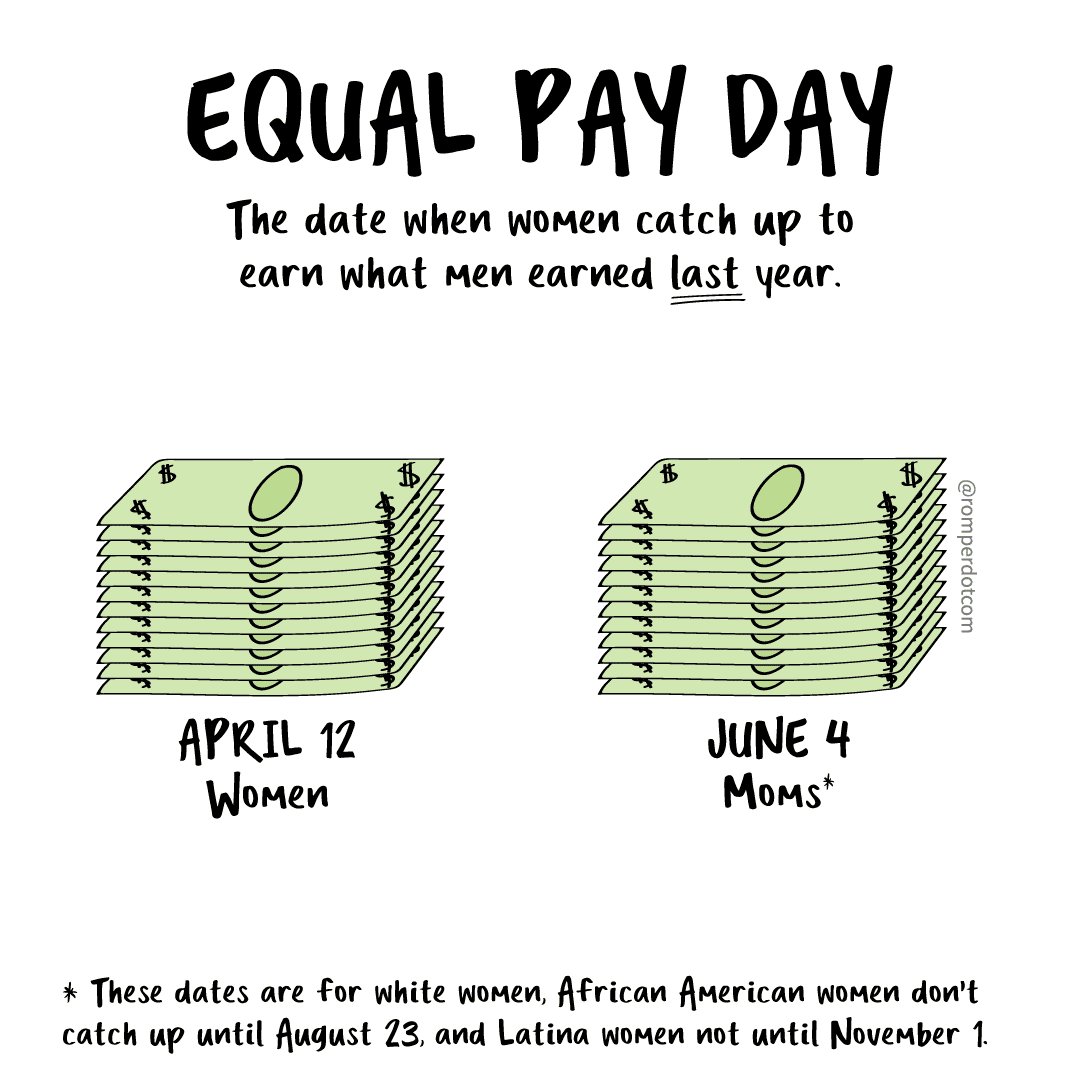 EQUAL PAY DAY
The date when women catch up to
earn what men earned last year.
@romperdotcom
APRIL 12
Women
JUNE 4
Moms*
* These dates are for white women, African American women don't
catch up until August 23, and Latina women not until November 1.